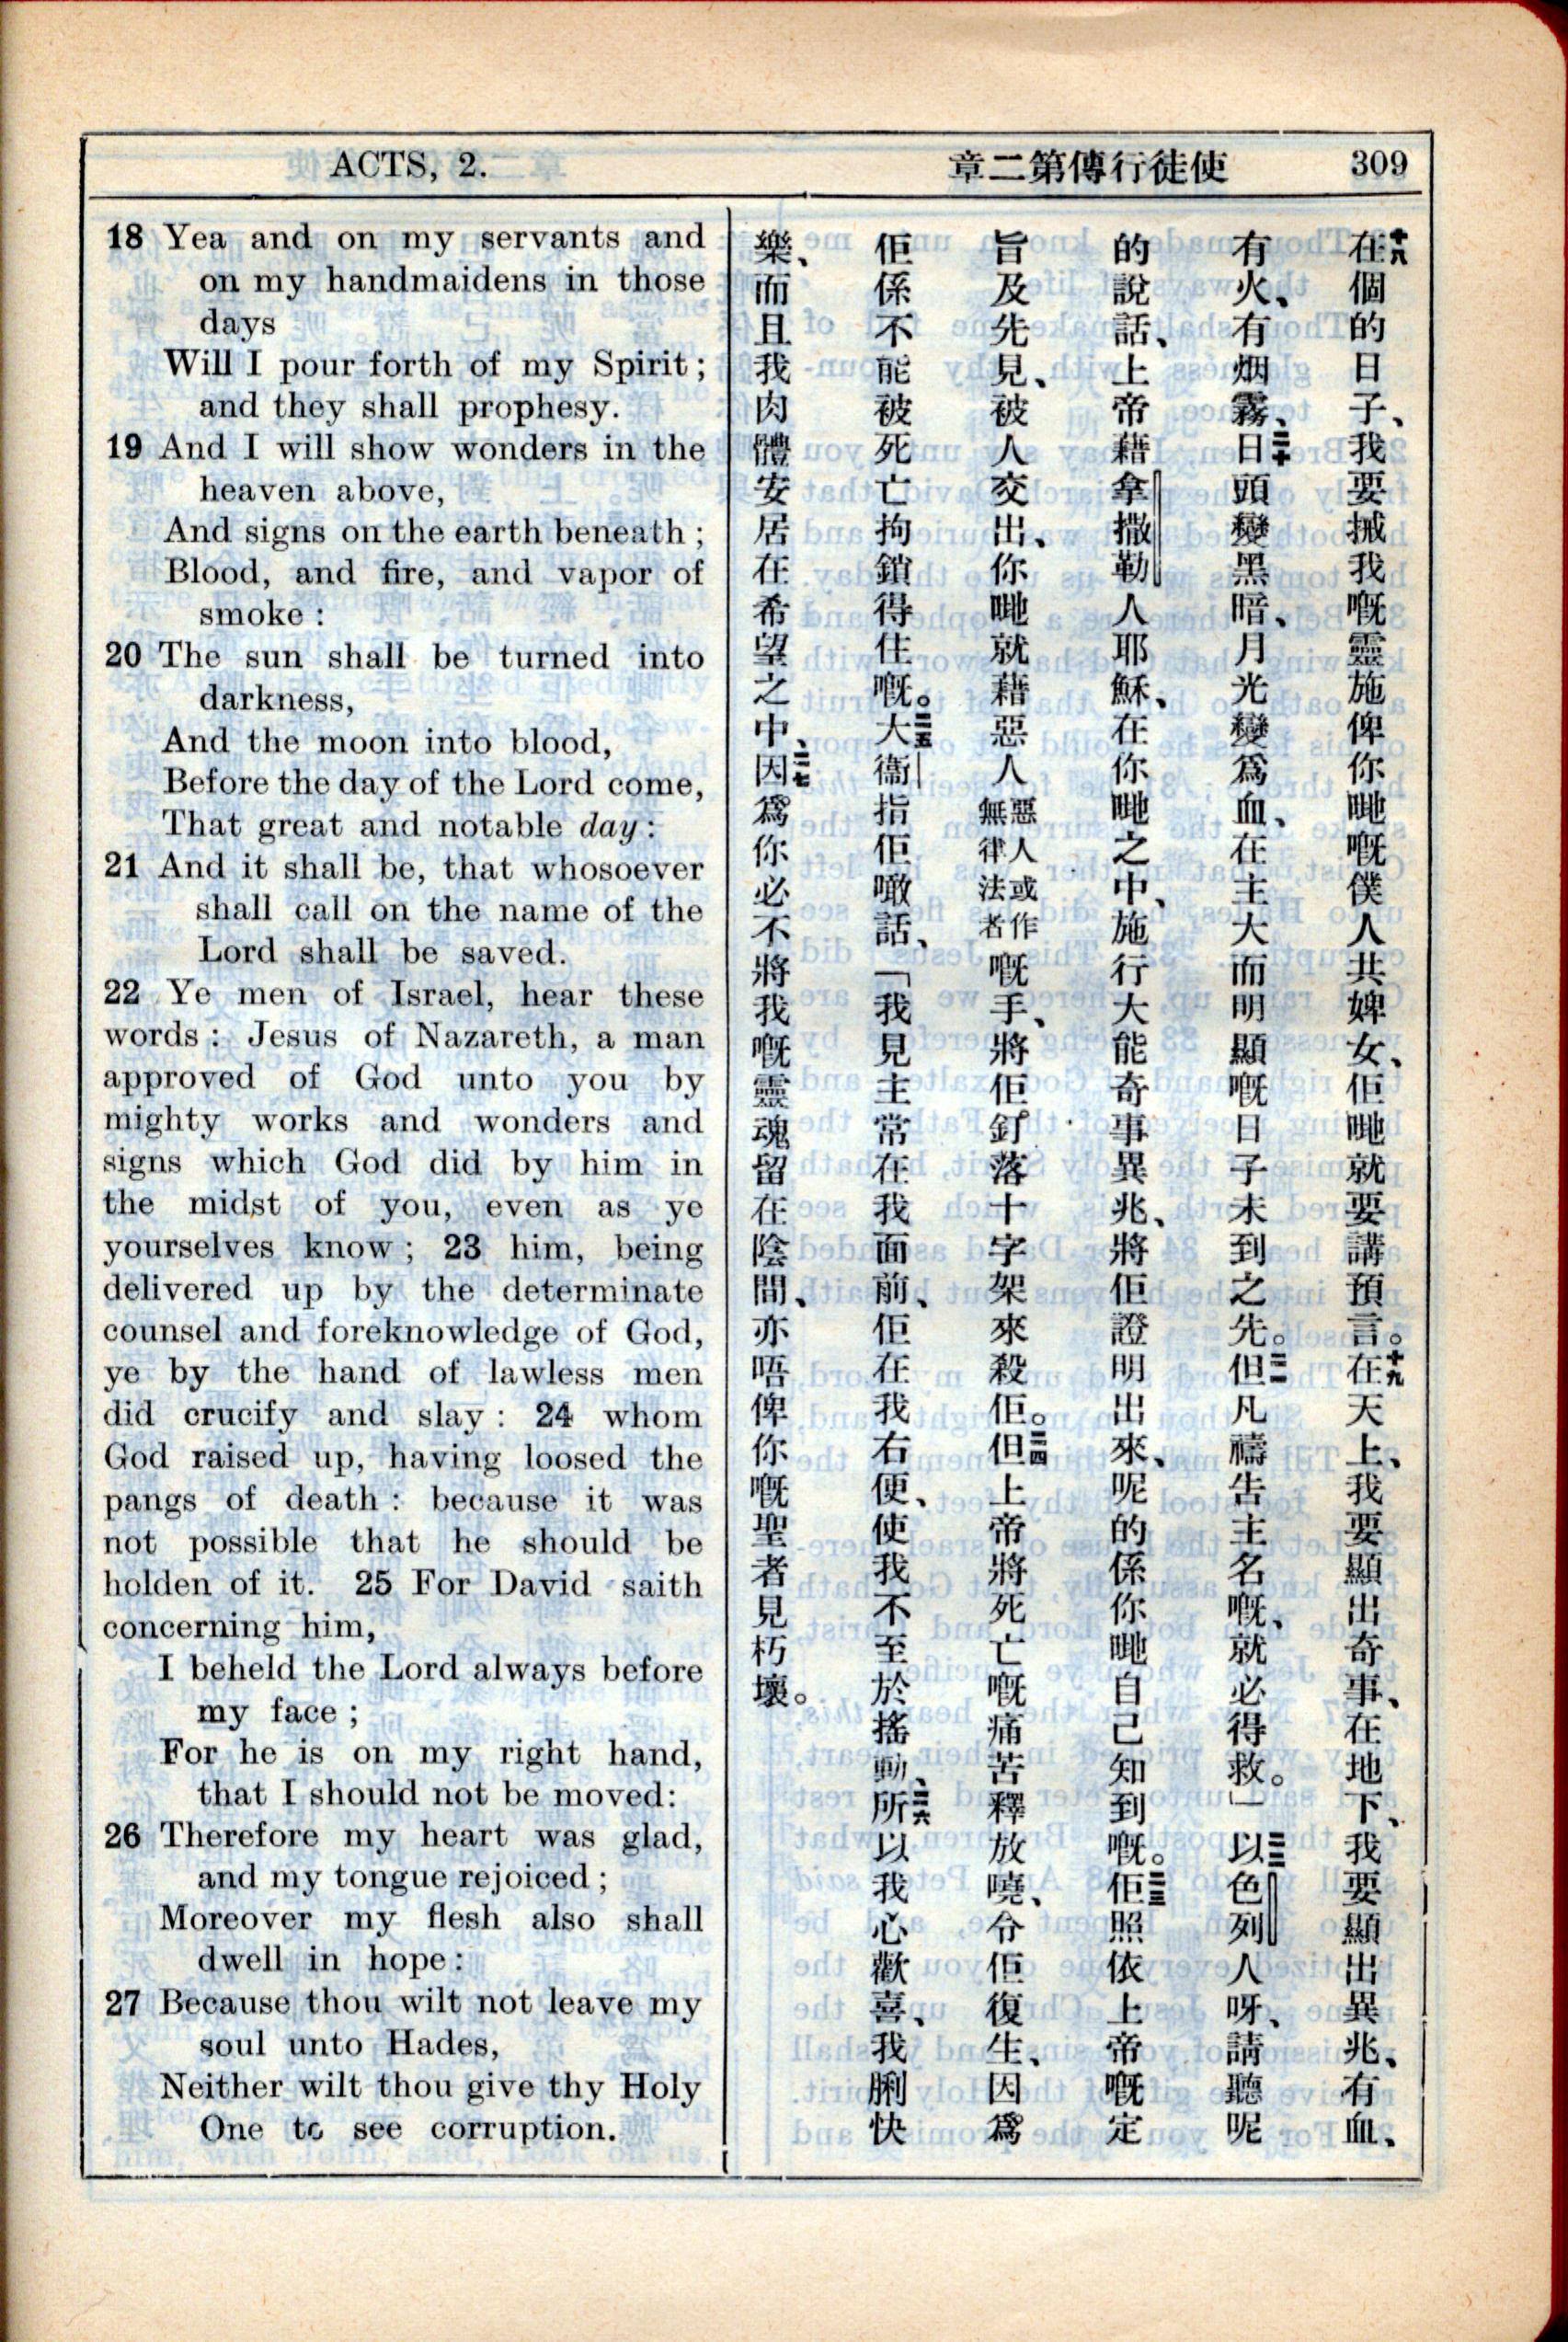 ACTS, 2.
使徒行傳第二章
309
18 Yea and on my servants and
on my handmaidens in those
days
Will I pour forth of my Spirit;
and they shall prophesy.
19 And I will show wonders in the
heaven above,
And signs on the earth beneath;
Blood, and fire, and vapor of
smoke:
20 The sun shall be turned into
darkness,
And the moon into blood,
Before the day of the Lord come,
That great and notable day:
21 And it shall be, that whosoever
shall call on the name of the
Lord shall be saved.
22 Ye men of Israel, hear these
words: Jesus of Nazareth, a man
approved of God unto you by
mighty works and wonders and
signs which God did by him in
the midst of you, even as ye
yourselves know; 23 him, being
delivered up by the determinate
counsel and foreknowledge of God,
ye by the hand of lawless men
did crucify and slay: 24 whom
God raised up, having loosed the
pangs of death: because it was
not possible that he should be
holden of it. 25 For David saith
concerning him,
I beheld the Lord always before
my face;
For he is on my right hand,
that I should not be moved:
26 Therefore my heart was glad,
and my tongue rejoiced;
Moreover my flesh also shall
dwell in hope:
27 Because thou wilt not leave my
soul unto Hades,
Neither wilt thou give thy Holy
One to see corruption.
十八在個的日子、我要搣我嘅靈施俾你哋嘅僕人共婢女、佢哋就要講預言。十九在天上、我要顯出奇事、在地下、我要顯出異兆、有血、
有火、有烟霧、二十日頭變黑暗、月光變爲血、在主大而明顯嘅日子未到之先。二一但凡禱告主名嘅、就必得救。」二二以色列人呀、請聽呢
的說話、上帝藉拿撒勒人耶穌、在你哋之中、施行大能奇事異兆、將佢證明出來、呢的係你哋自己知到嘅。二三佢照依上帝嘅定
旨及先見、被人交出、你哋就藉惡人惡人或作無律法者嘅手、將佢釘落十字架來殺佢。二四但上帝將死亡嘅痛苦釋放曉、令佢復生、因爲
佢係不能被死亡拘鎖得住嘅。二五大衞指佢噉話、「我見主常在我面前、佢在我右便、使我不至於搖動、二六所以我心歡喜、我脷快
樂、而且我肉體安居在希望之中、二七因爲你必不將我嘅靈魂留在陰間、亦唔俾你嘅聖者見朽壞。